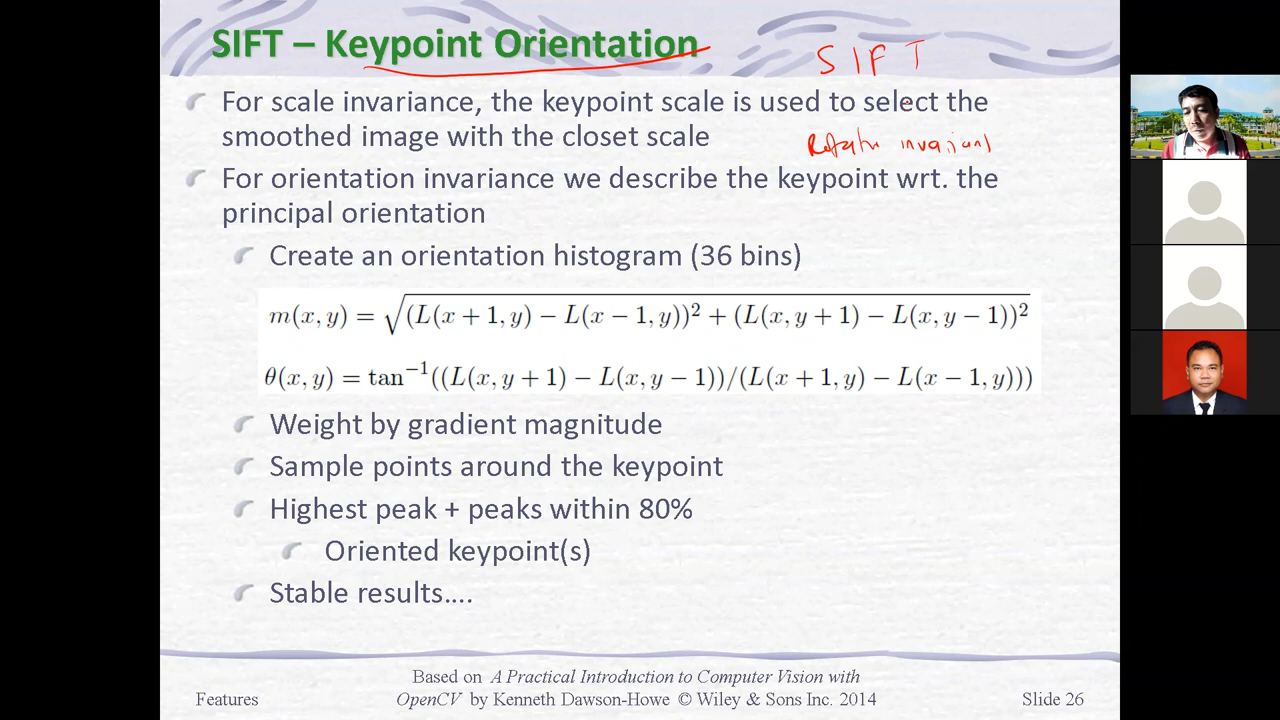 SIFT – Keypoint Orientation
SIFT
For scale invariance, the keypoint scale is used to select the
smoothed image with the closet scale
invariant
For orientation invariance we describe the keypoint wrt. the
principal orientation
Create an orientation histogram (36 bins)
m(x, y) = √(L(x + 1, y) − L(x − 1, y))² + (L(x, y + 1) − L(x, y − 1))²
θ(x, y) = tan⁻¹((L(x, y + 1) − L(x, y − 1))/(L(x + 1, y) − L(x − 1, y)))
Weight by gradient magnitude
Sample points around the keypoint
Highest peak + peaks within 80%
Oriented keypoint(s)
Stable results....
Based on A Practical Introduction to Computer Vision with
Features OpenCV by Kenneth Dawson-Howe © Wiley & Sons Inc. 2014 Slide 26